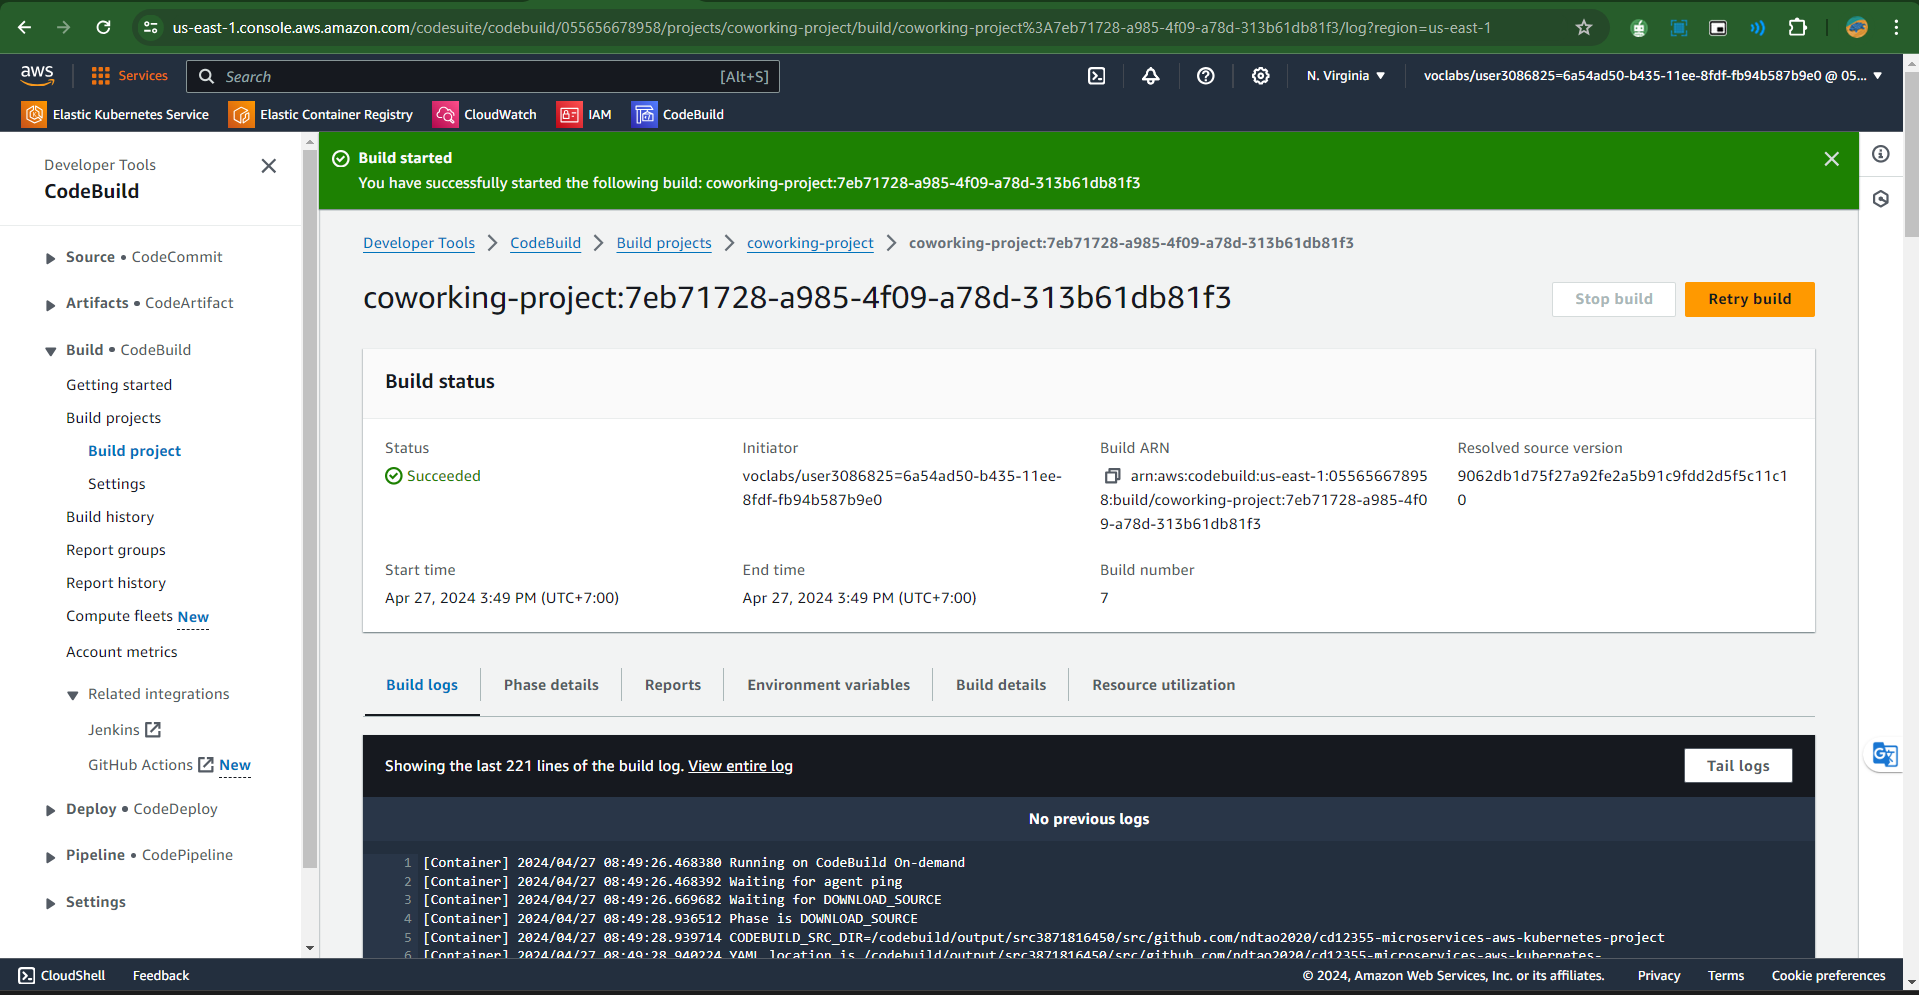 us-east-1.console.aws.amazon.com/codesuite/codebuild/055656678958/projects/coworking-project/build/coworking-project%3A7eb71728-a985-4f09-a78d-313b61db81f3/log?region=us-east-1
aws
Services
Search
[Alt+S]
N. Virginia
voclabs/user3086825=6a54ad50-b435-11ee-8fdf-fb94b587b9e0 @ 05...
Elastic Kubernetes Service
Elastic Container Registry
CloudWatch
IAM
CodeBuild
Developer Tools
CodeBuild
Source • CodeCommit
Artifacts • CodeArtifact
Build • CodeBuild
Getting started
Build projects
Build project
Settings
Build history
Report groups
Report history
Compute fleets New
Account metrics
Related integrations
Jenkins
GitHub Actions New
Deploy • CodeDeploy
Pipeline • CodePipeline
Settings
Build started
You have successfully started the following build: coworking-project:7eb71728-a985-4f09-a78d-313b61db81f3
Developer Tools > CodeBuild > Build projects > coworking-project > coworking-project:7eb71728-a985-4f09-a78d-313b61db81f3
coworking-project:7eb71728-a985-4f09-a78d-313b61db81f3
Stop build
Retry build
Build status
Status
Succeeded
Initiator
voclabs/user3086825=6a54ad50-b435-11ee-
8fdf-fb94b587b9e0
Build ARN
arn:aws:codebuild:us-east-1:05565667895
8:build/coworking-project:7eb71728-a985-4f0
9-a78d-313b61db81f3
Resolved source version
9062db1d75f27a92fe2a5b91c9fdd2d5f5c11c1
0
Start time
Apr 27, 2024 3:49 PM (UTC+7:00)
End time
Apr 27, 2024 3:49 PM (UTC+7:00)
Build number
7
Build logs
Phase details
Reports
Environment variables
Build details
Resource utilization
Showing the last 221 lines of the build log. View entire log
Tail logs
No previous logs
1 [Container] 2024/04/27 08:49:26.468380 Running on CodeBuild On-demand
2 [Container] 2024/04/27 08:49:26.468392 Waiting for agent ping
3 [Container] 2024/04/27 08:49:26.669682 Waiting for DOWNLOAD_SOURCE
4 [Container] 2024/04/27 08:49:28.936512 Phase is DOWNLOAD_SOURCE
5 [Container] 2024/04/27 08:49:28.939714 CODEBUILD_SRC_DIR=/codebuild/output/src3871816450/src/github.com/ndtao2020/cd12355-microservices-aws-kubernetes-project
6 [Container] 2024/04/27 08:49:28.940224 YAML location is /codebuild/output/src3871816450/src/github.com/ndtao2020/cd12355-microservices-aws-kubernetes-
CloudShell
Feedback
© 2024, Amazon Web Services, Inc. or its affiliates.
Privacy
Terms
Cookie preferences